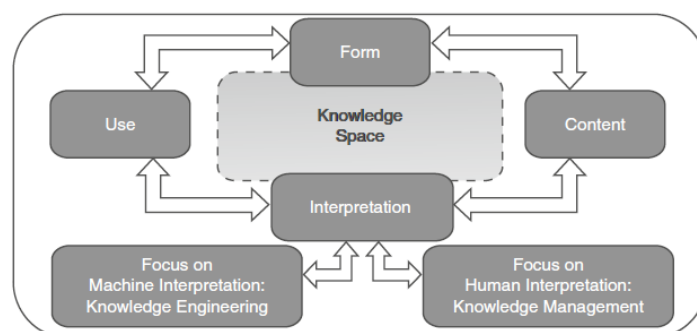 Form
Knowledge
Space
Use
Content
Interpretation
Focus on
Machine Interpretation:
Knowledge Engineering
Focus on
Human Interpretation:
Knowledge Management